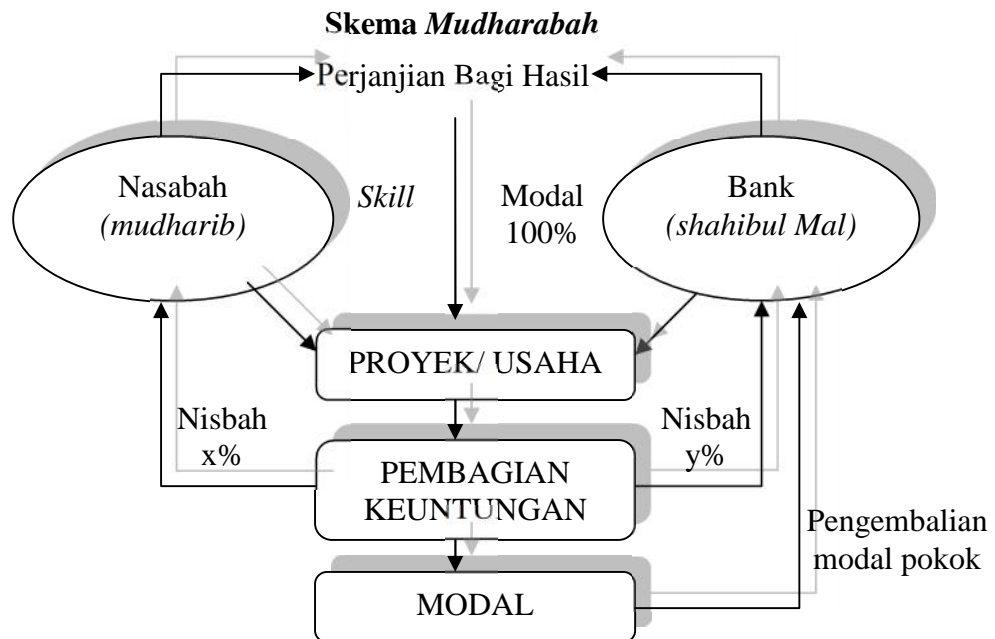 Skema Mudharabah
Perjanjian Bagi Hasil
Nasabah
(mudharib)
Skill
Modal
100%
Bank
(shahibul Mal)
PROYEK/ USAHA
Nisbah
x%
Nisbah
y%
PEMBAGIAN
KEUNTUNGAN
Pengembalian
modal pokok
MODAL